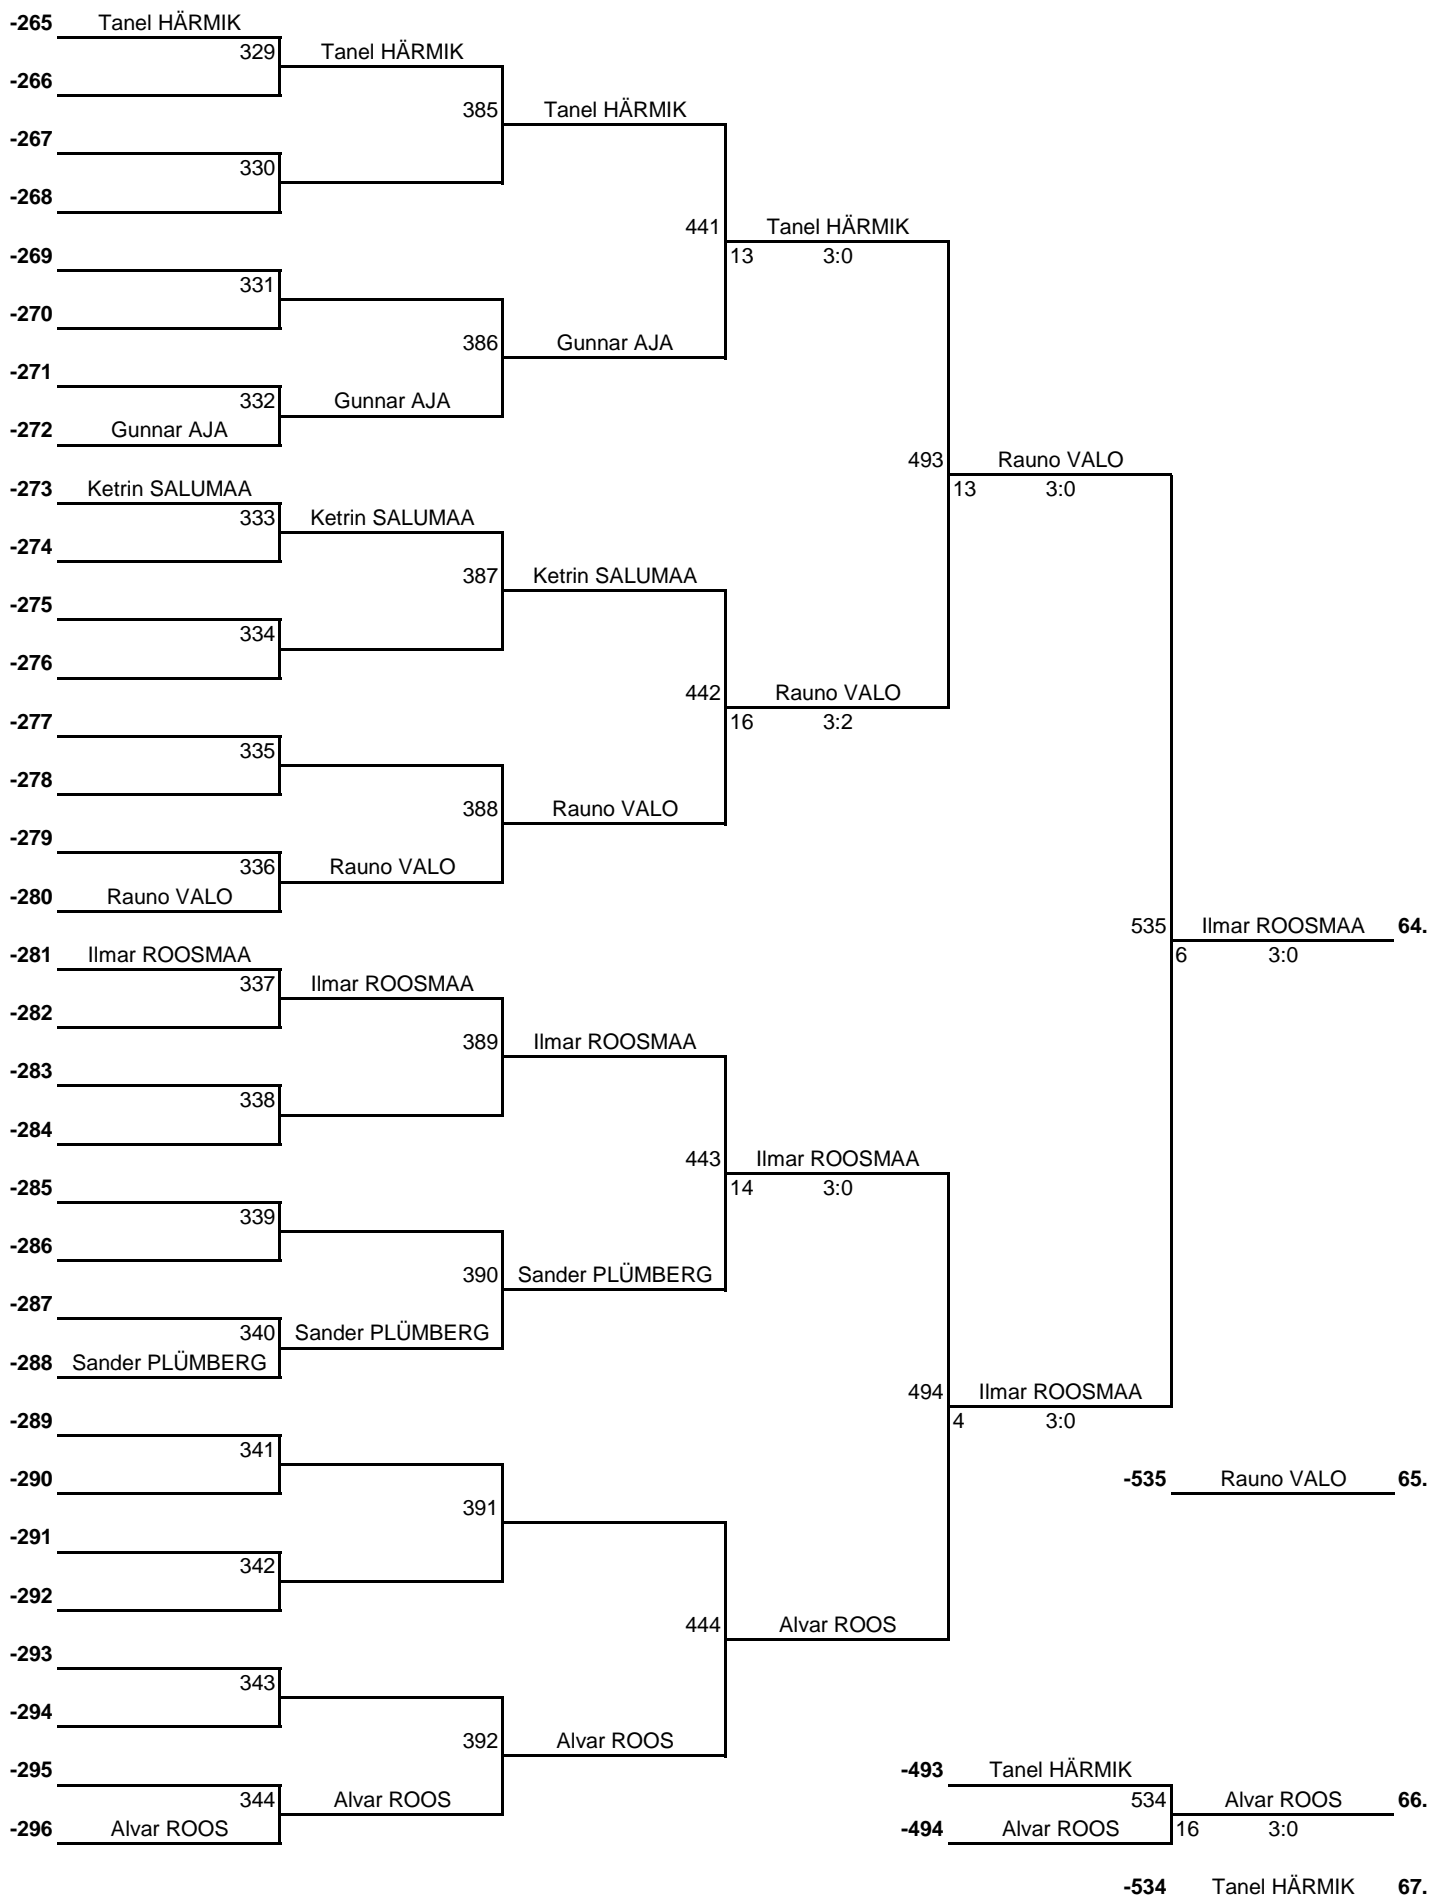 -265 Tanel HÄRMIK
329 Tanel HÄRMIK
-266
385 Tanel HÄRMIK
-267
330
-268
441 Tanel HÄRMIK
-269 13 3:0
331
-270
386 Gunnar AJA
-271
332 Gunnar AJA
-272 Gunnar AJA
493 Rauno VALO
-273 Ketrin SALUMAA 13 3:0
333 Ketrin SALUMAA
-274
387 Ketrin SALUMAA
-275
334
-276
442 Rauno VALO
-277 16 3:2
335
-278
388 Rauno VALO
-279
336 Rauno VALO
-280 Rauno VALO
535 Ilmar ROOSMAA 64.
-281 Ilmar ROOSMAA 6 3:0
337 Ilmar ROOSMAA
-282
389 Ilmar ROOSMAA
-283
338
-284
443 Ilmar ROOSMAA
-285 14 3:0
339
-286
390 Sander PLÜMBERG
-287
340 Sander PLÜMBERG
-288 Sander PLÜMBERG
494 Ilmar ROOSMAA
-289 4 3:0
341
-290 -535 Rauno VALO 65.
391
-291
342
-292
444 Alvar ROOS
-293
343
-294
392 Alvar ROOS
-295 -493 Tanel HÄRMIK
344 Alvar ROOS 534 Alvar ROOS 66.
-296 Alvar ROOS -494 Alvar ROOS 16 3:0
-534 Tanel HÄRMIK 67.